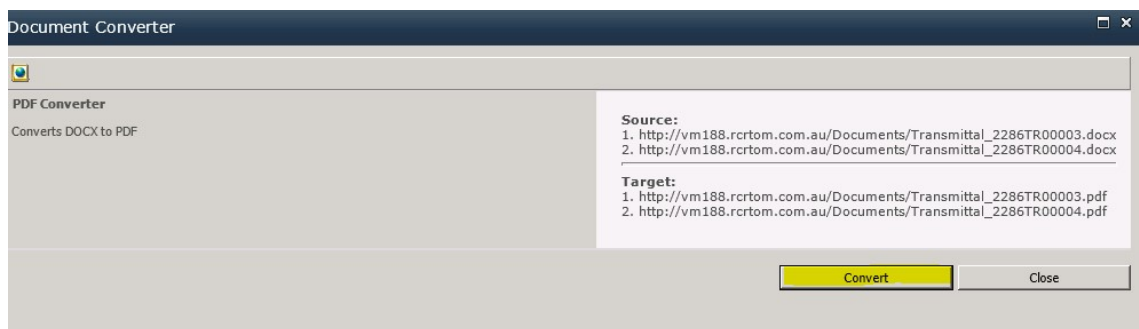 Document Converter
PDF Converter
Converts DOCX to PDF
Source:
1. http://vm188.rcrtom.com.au/Documents/Transmittal_2286TR00003.docx
2. http://vm188.rcrtom.com.au/Documents/Transmittal_2286TR00004.docx
Target:
1. http://vm188.rcrtom.com.au/Documents/Transmittal_2286TR00003.pdf
2. http://vm188.rcrtom.com.au/Documents/Transmittal_2286TR00004.pdf
Convert Close